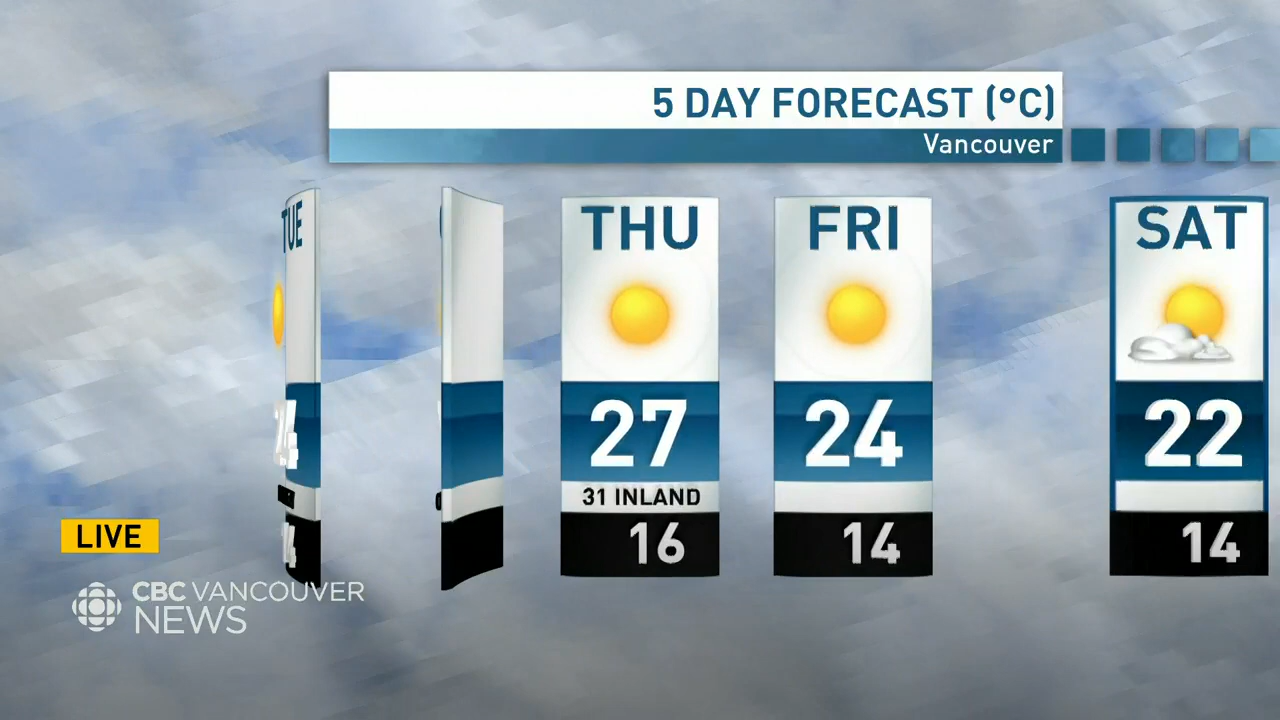 5 DAY FORECAST (°C)
Vancouver
TUE
THU
27
31 INLAND
16
FRI
24
14
SAT
22
14
LIVE
CBC VANCOUVER
NEWS